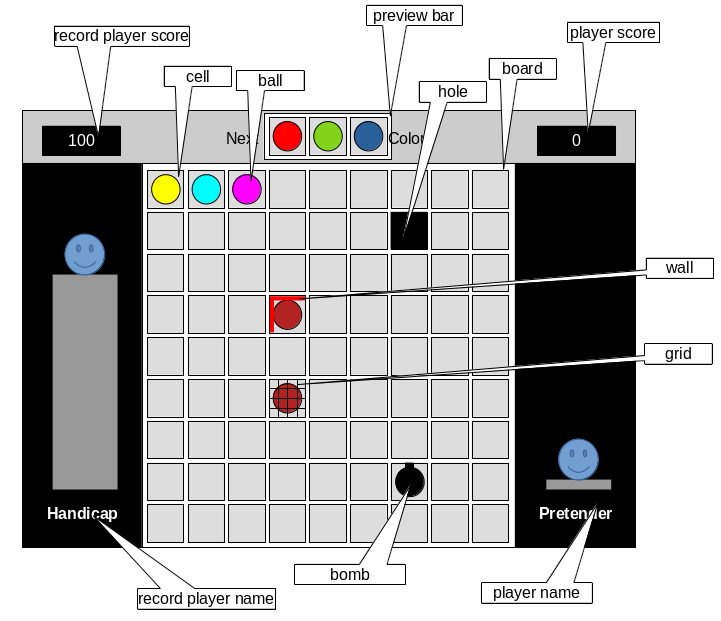 preview bar
record player score
player score
board
cell
ball
hole
100
Next
Color
0
wall
grid
Handicap
Pretender
bomb
player name
record player name